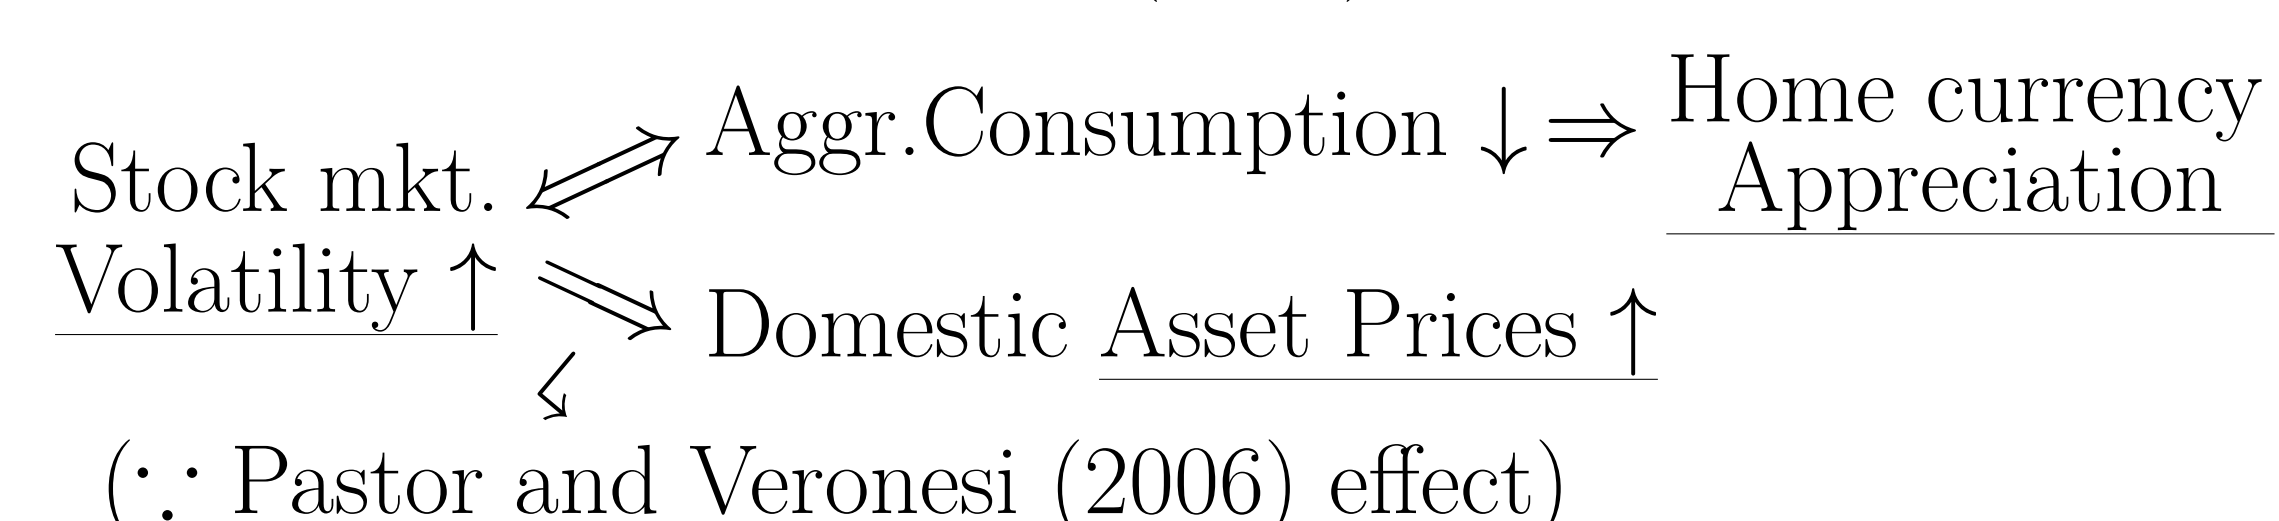 Aggr.Consumption ↓ ⇒ Home currency
Appreciation
Stock mkt.
Volatility ↑
Domestic Asset Prices ↑
(∵ Pastor and Veronesi (2006) effect)